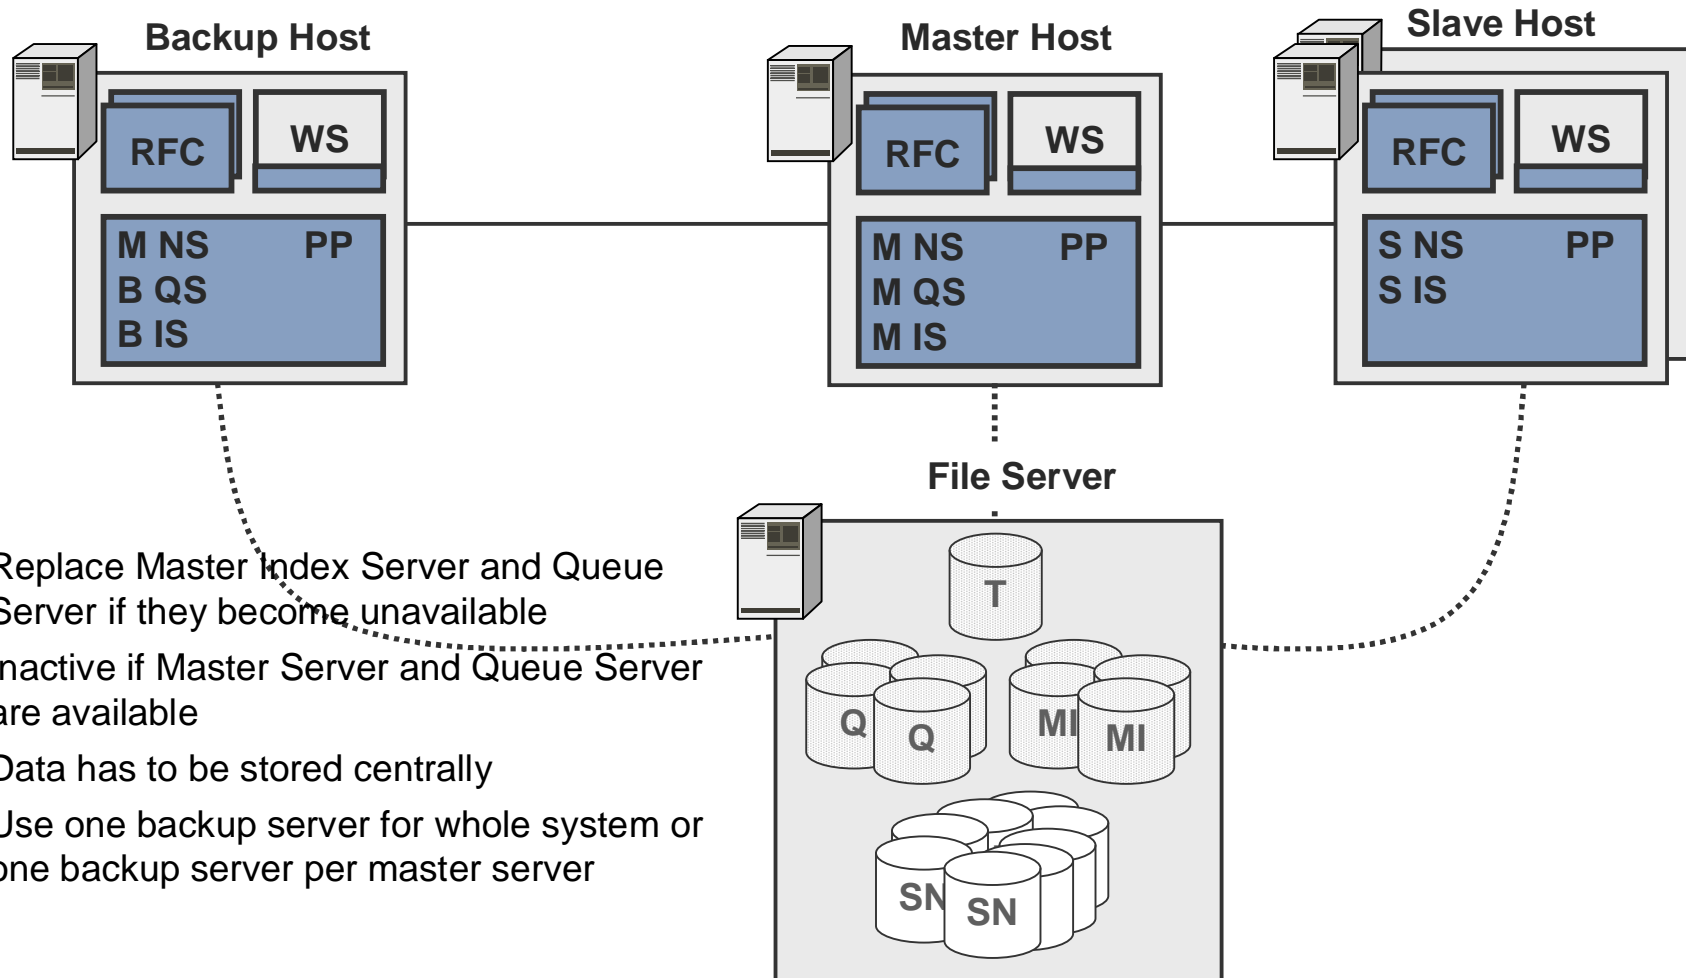 Backup Host
Master Host
Slave Host
RFC
WS
M NS PP
B QS
B IS
RFC
WS
M NS PP
M QS
M IS
RFC
WS
S NS PP
S IS
File Server
T
Q
Q
MI
MI
SN
SN
Replace Master Index Server and Queue
Server if they become unavailable
Inactive if Master Server and Queue Server
are available
Data has to be stored centrally
Use one backup server for whole system or
one backup server per master server